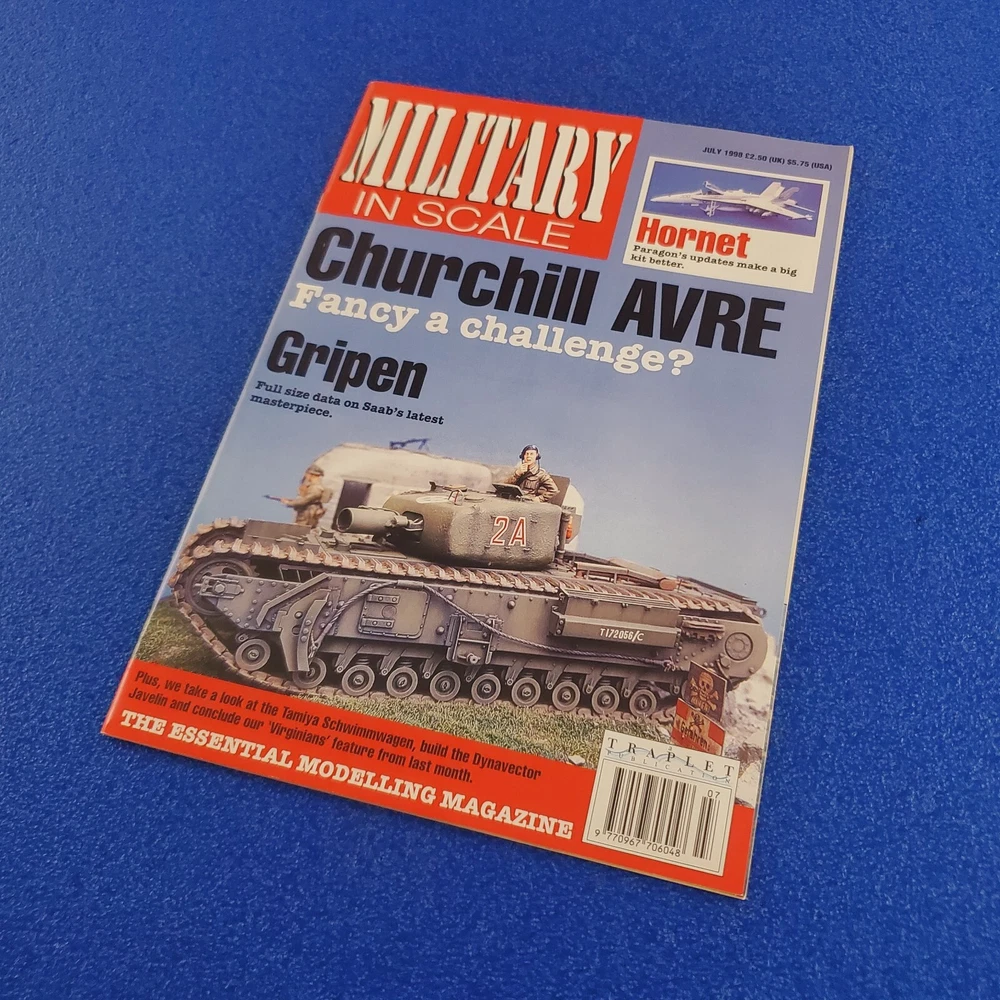 MILITARY
IN SCALE
JULY 1998 £2.50 (UK) $5.75 (USA)
Hornet
Paragon's updates make a big
kit better.
Churchill AVRE
Fancy a challenge?
Gripen
Full size data on Saab's latest
masterpiece.
2A
T172056/C
Plus, we take a look at the Tamiya Schwimmwagen, build the Dynavector
Javelin and conclude our 'Virginians' feature from last month.
THE ESSENTIAL MODELLING MAGAZINE
TRAPLET
PUBLICATIONS
07
9 770967 706048